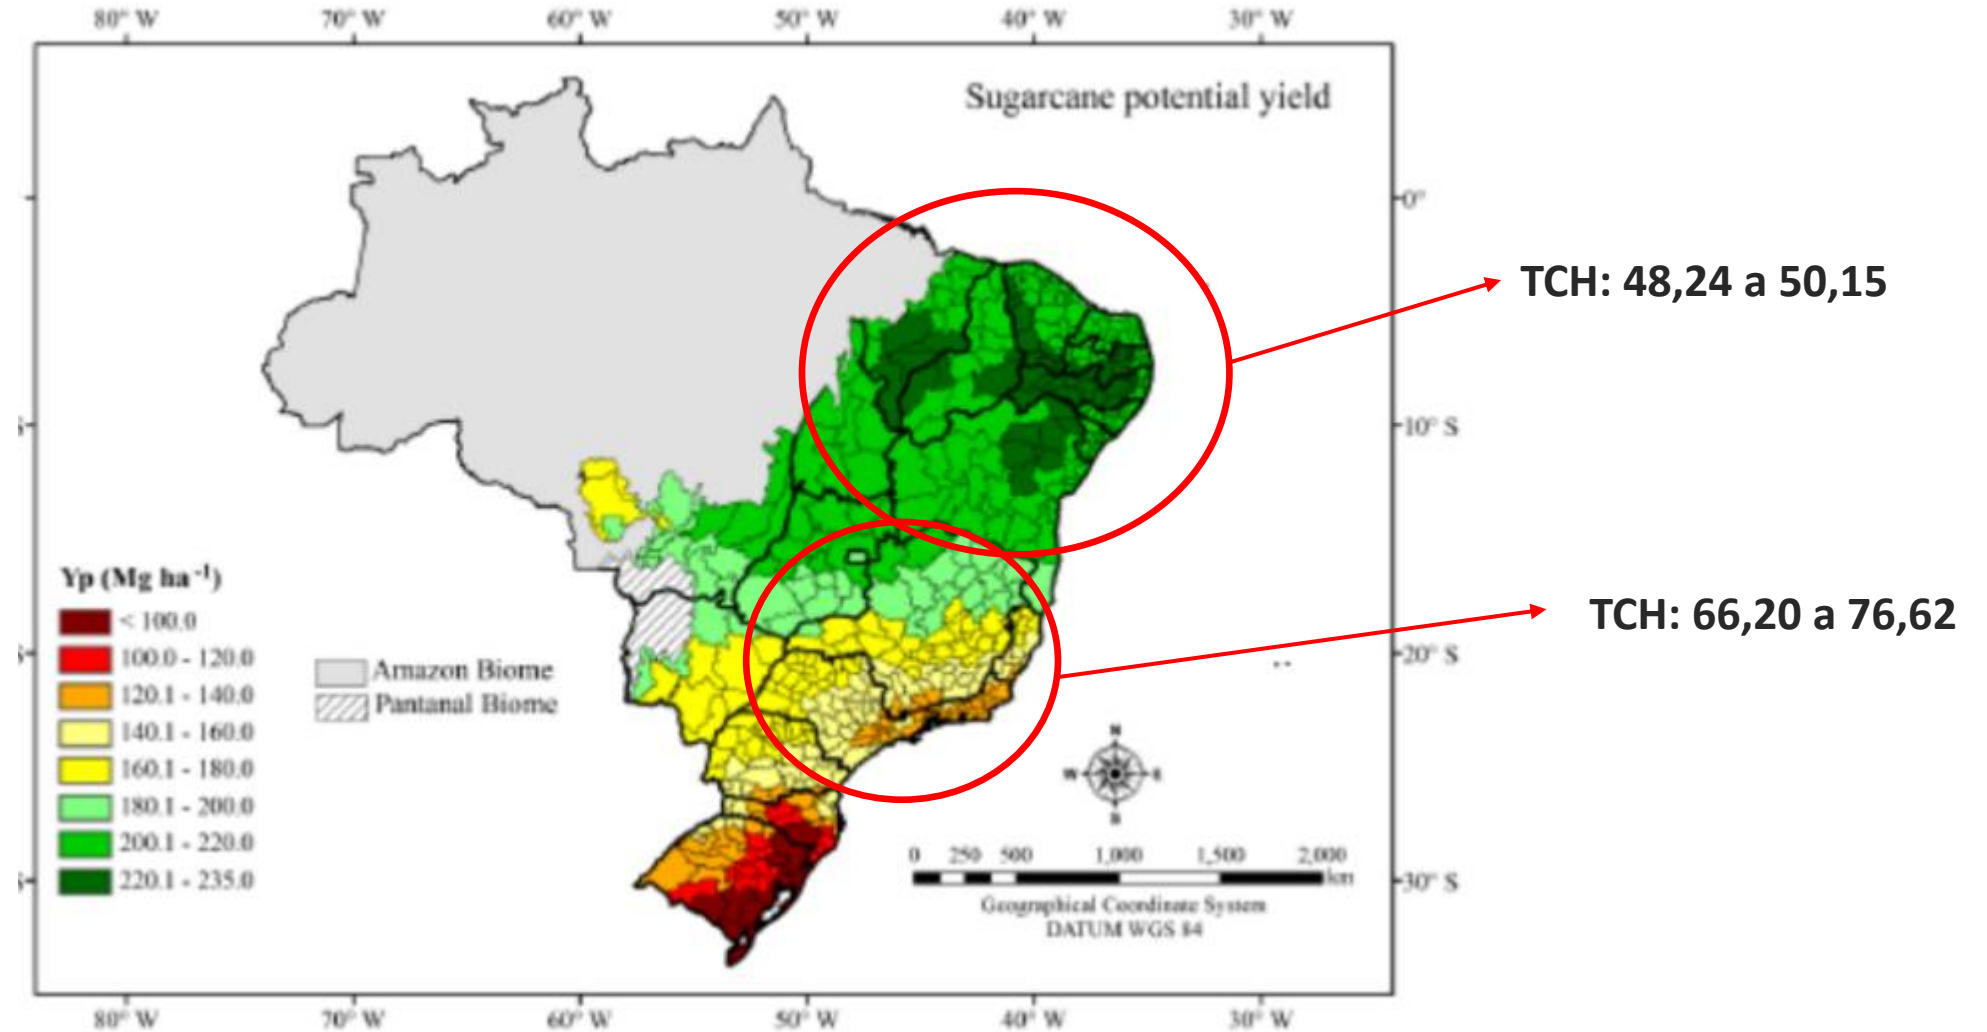 80° W 70° W 60° W 50° W 40° W 30° W
Sugarcane potential yield
0°
TCH: 48,24 a 50,15
10° S
Yp (Mg ha⁻¹)
< 100.0
100.0 - 120.0
120.1 - 140.0
140.1 - 160.0
160.1 - 180.0
180.1 - 200.0
200.1 - 220.0
220.1 - 235.0
Amazon Biome
Pantanal Biome
TCH: 66,20 a 76,62
20° S
N
W E
S
0 250 500 1,000 1,500 2,000
km
30° S
Geographical Coordinate System
DATUM WGS 84
80° W 70° W 60° W 50° W 40° W 30° W